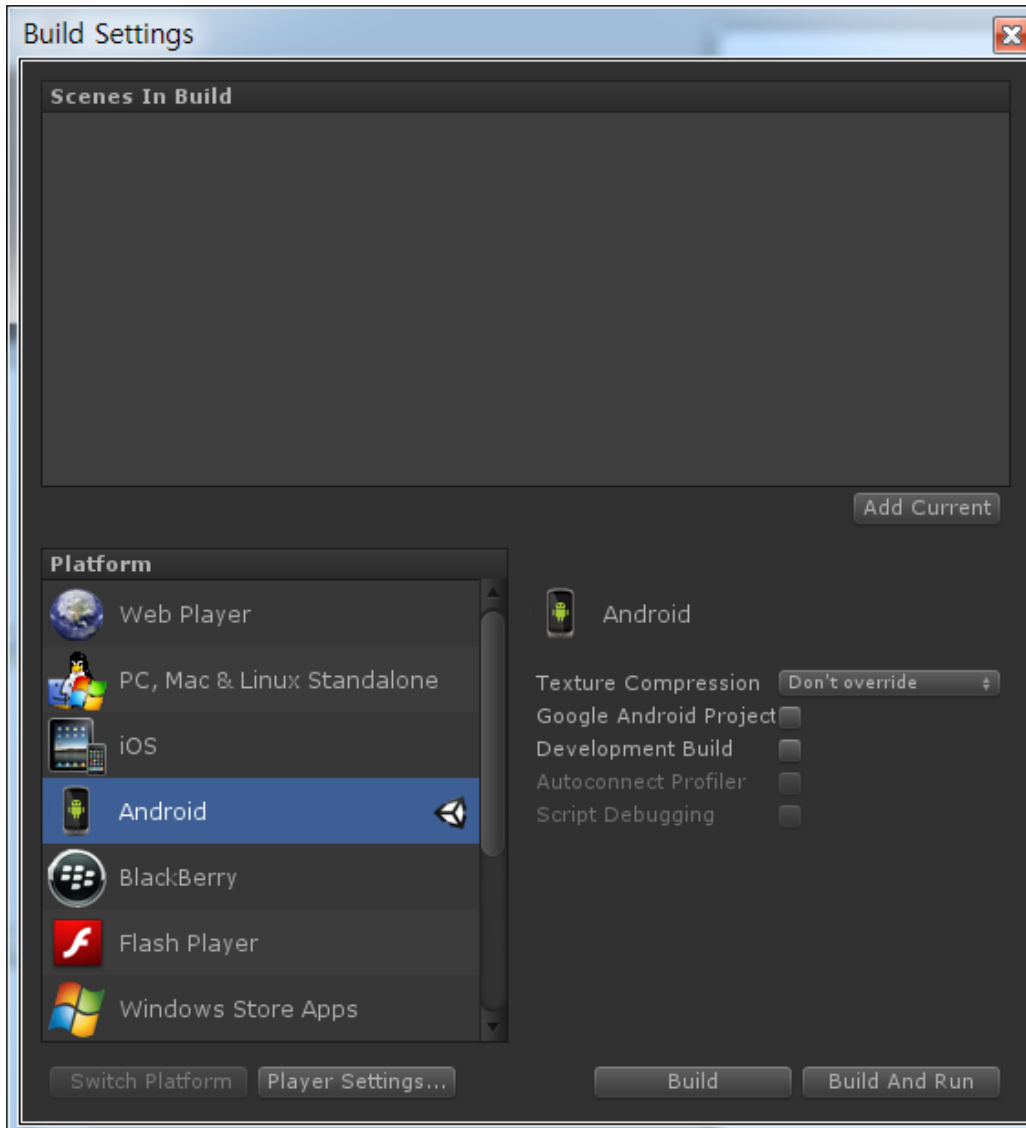 Build Settings
Scenes In Build
Add Current
Platform
Web Player
PC, Mac & Linux Standalone
iOS
Android
BlackBerry
Flash Player
Windows Store Apps
Android
Texture Compression Don't override
Google Android Project
Development Build
Autoconnect Profiler
Script Debugging
Switch Platform Player Settings... Build Build And Run